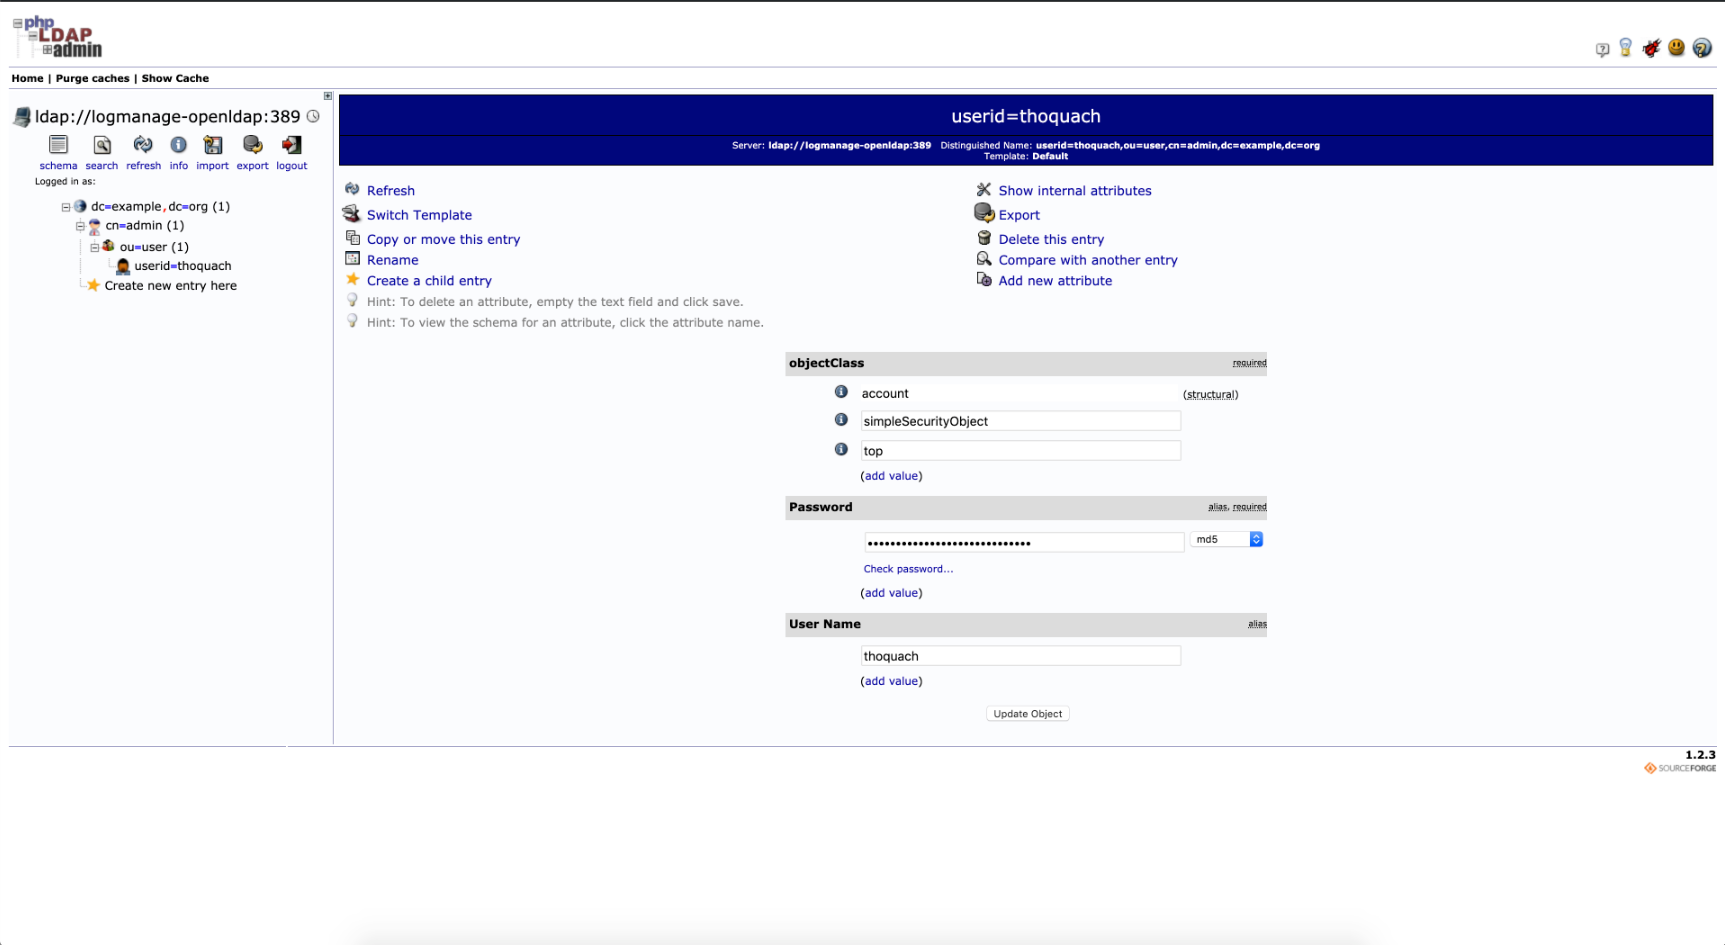 php
LDAP
admin
Home | Purge caches | Show Cache
ldap://logmanage-openldap:389
schema search refresh info import export logout
Logged in as:
dc=example,dc=org (1)
cn=admin (1)
ou=user (1)
userid=thoquach
Create new entry here
userid=thoquach
Server: ldap://logmanage-openldap:389 Distinguished Name: userid=thoquach,ou=user,cn=admin,dc=example,dc=org
Template: Default
Refresh
Switch Template
Copy or move this entry
Rename
Create a child entry
Hint: To delete an attribute, empty the text field and click save.
Hint: To view the schema for an attribute, click the attribute name.
Show internal attributes
Export
Delete this entry
Compare with another entry
Add new attribute
objectClass required
account (structural)
simpleSecurityObject
top
(add value)
Password alias, required
••••••••••••••••••••••••••••• md5
Check password...
(add value)
User Name alias
thoquach
(add value)
Update Object
1.2.3
SOURCEFORGE